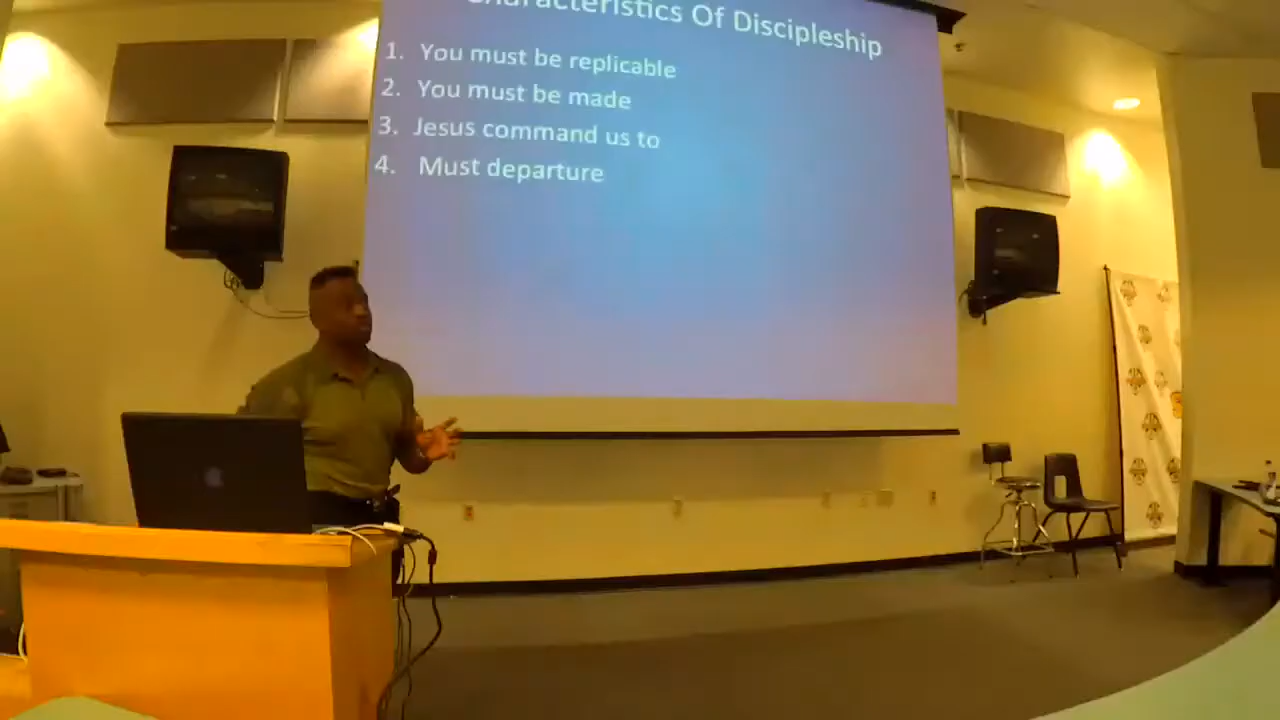 Characteristics Of Discipleship
1. You must be replicable
2. You must be made
3. Jesus command us to
4. Must departure